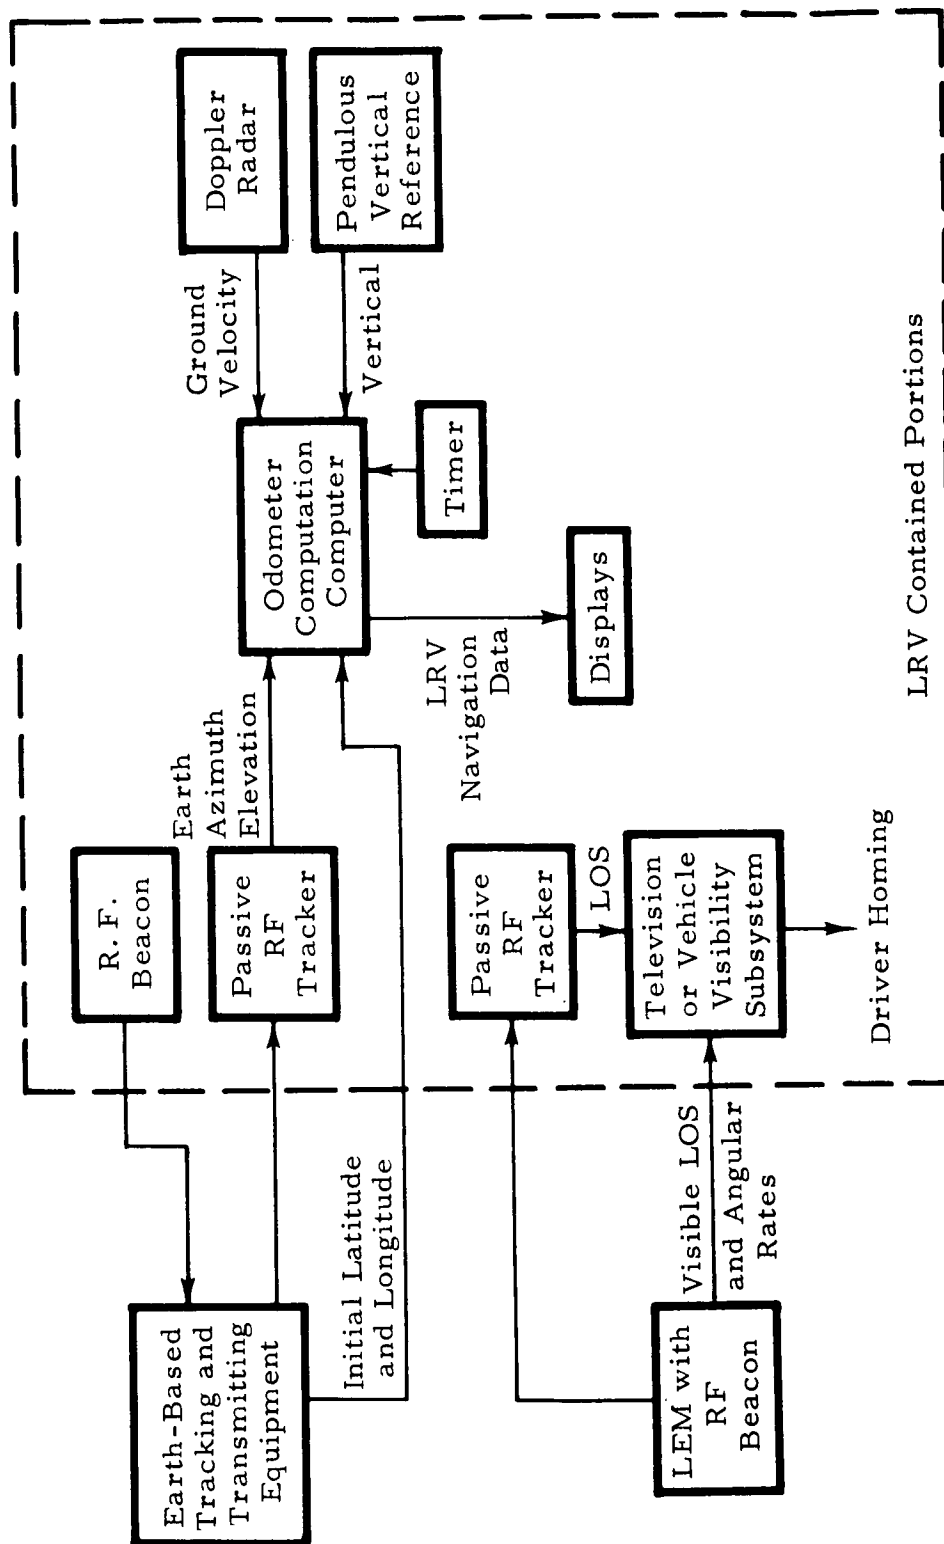 Earth-Based
Tracking and
Transmitting
Equipment
R. F.
Beacon
Passive
RF
Tracker
Earth
Azimuth
Elevation
Initial Latitude
and Longitude
Odometer
Computation
Computer
Ground
Velocity
Doppler
Radar
Vertical
Pendulous
Vertical
Reference
Timer
LRV
Navigation
Data
Displays
LEM with
RF
Beacon
Passive
RF
Tracker
LOS
Visible LOS
and Angular
Rates
Television
or Vehicle
Visibility
Subsystem
Driver Homing
LRV Contained Portions